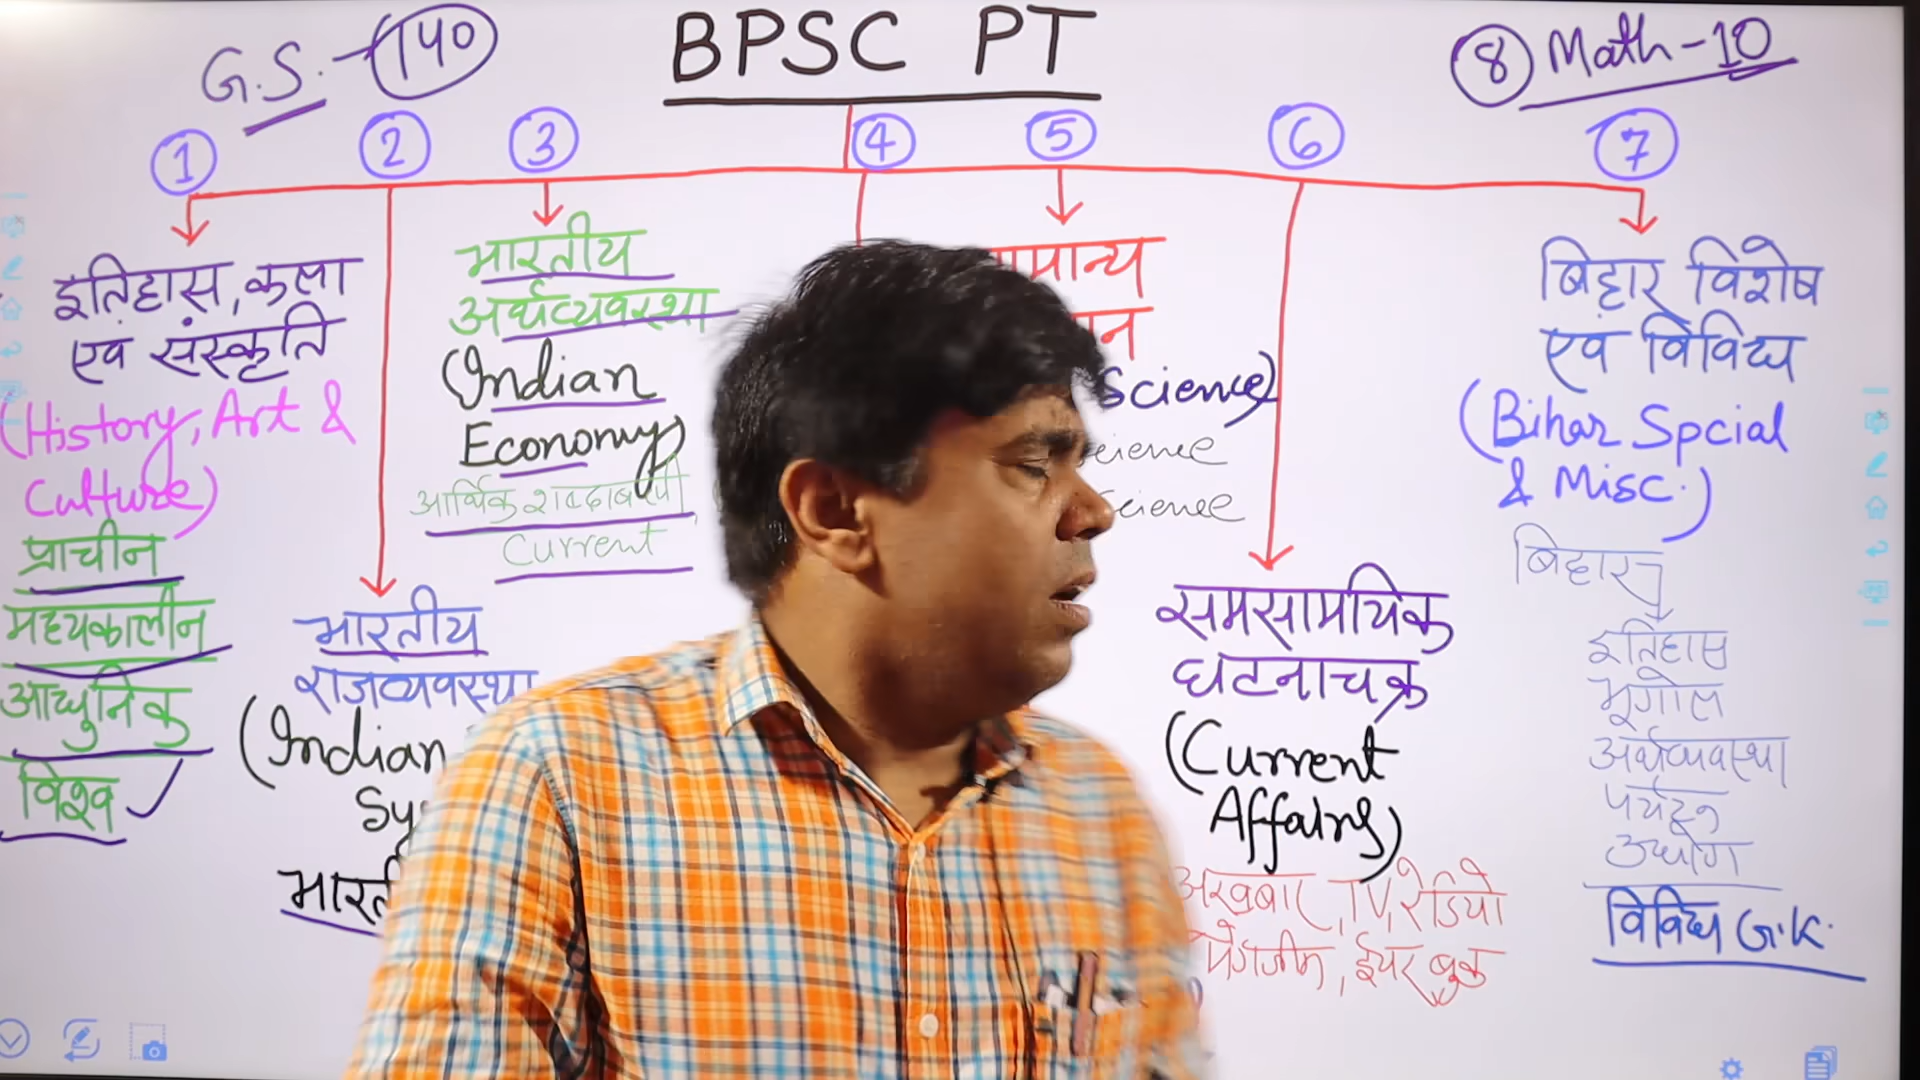 G.S. - 140
BPSC PT
8 Math - 10
1
2
3
4
5
6
7
इतिहास, कला
एवं संस्कृति
(History, Art &
Culture)
प्राचीन
मध्यकालीन
आधुनिक
विश्व
भारतीय
राजव्यवस्था
(Indian
भारतीय
अर्थव्यवस्था
(Indian
Economy)
आर्थिक शब्दावली
Current
Science)
समसामयिक
घटनाचक्र
(Current
Affairs)
अखबार, TV, रेडियो
मैगजीन, ईयर बुक
बिहार विशेष
एवं विविध
(Bihar Spcial
& Misc.)
बिहार
इतिहास
भूगोल
अर्थव्यवस्था
पर्यटन
उद्योग
विविध G.K.